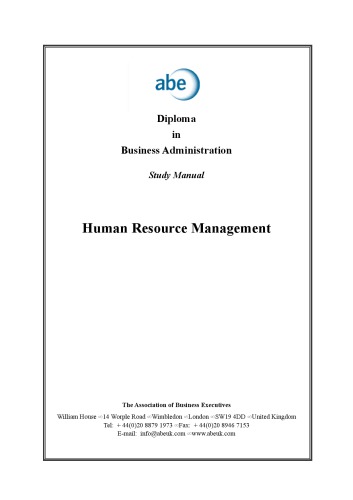 abe
Diploma
in
Business Administration
Study Manual
Human Resource Management
The Association of Business Executives
William House 14 Worple Road Wimbledon London SW19 4DD United Kingdom
Tel: + 44(0)20 8879 1973 Fax: + 44(0)20 8946 7153
E-mail: info@abeuk.com www.abeuk.com